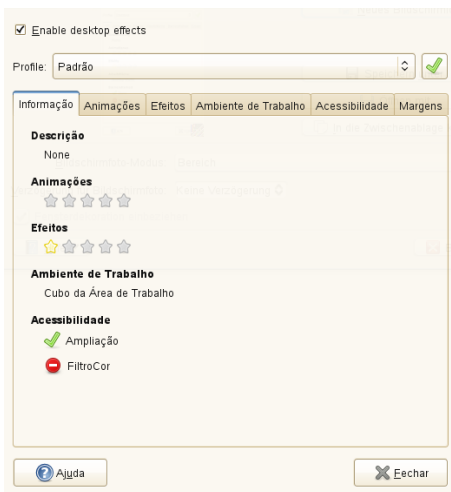 Enable desktop effects
Profile: Padrão
Informação Animações Efeitos Ambiente de Trabalho Acessibilidade Margens
Descrição
None
Animações
Efeitos
Ambiente de Trabalho
Cubo da Área de Trabalho
Acessibilidade
Ampliação
FiltroCor
Ajuda Fechar